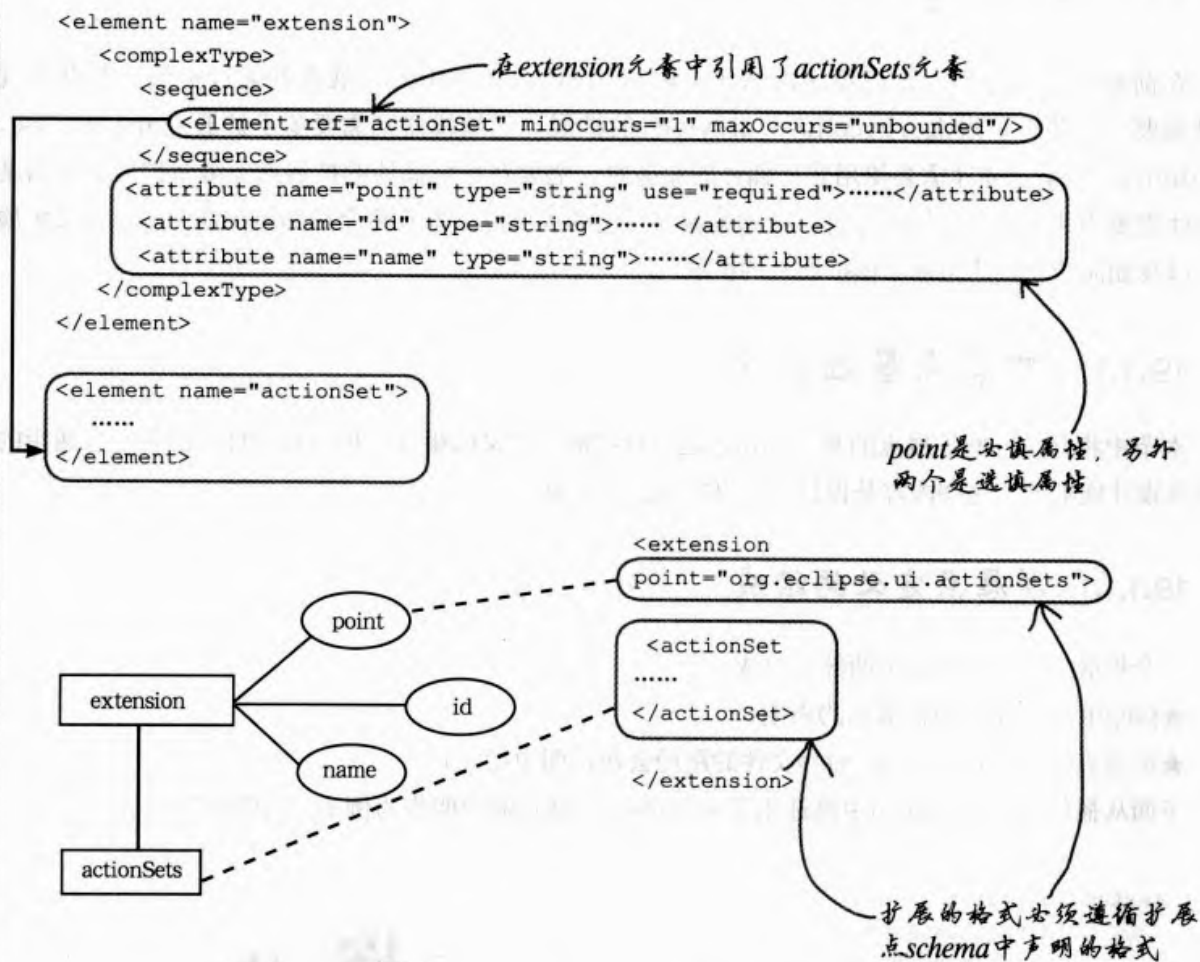 <element name="extension">
<complexType>
在extension元素中引用了actionSets元素
<sequence>
<element ref="actionSet" minOccurs="1" maxOccurs="unbounded"/>
</sequence>
<attribute name="point" type="string" use="required">……</attribute>
<attribute name="id" type="string">…… </attribute>
<attribute name="name" type="string">……</attribute>
</complexType>
</element>
<element name="actionSet">
……
</element>
point是必填属性，另外
两个是选填属性
<extension
point="org.eclipse.ui.actionSets">
<actionSet
……
</actionSet>
</extension>
point
extension
id
name
actionSets
扩展的格式必须遵循扩展
点schema中声明的格式